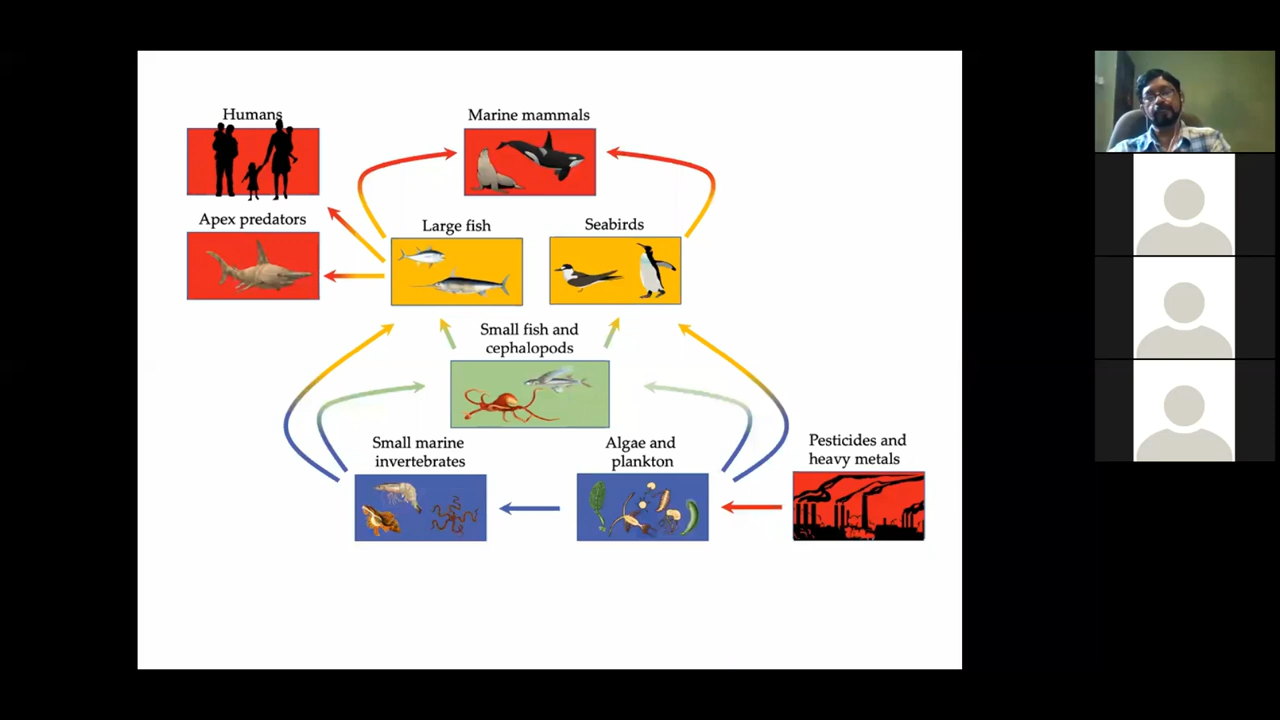 Humans
Marine mammals
Apex predators
Large fish
Seabirds
Small fish and
cephalopods
Small marine
invertebrates
Algae and
plankton
Pesticides and
heavy metals